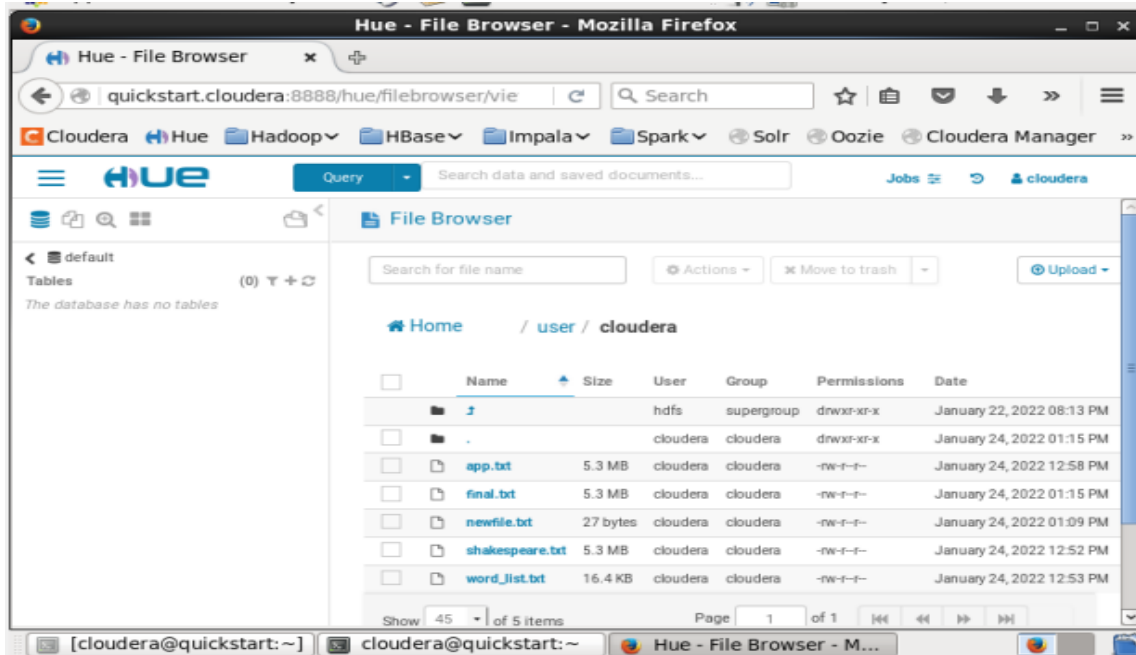 Hue - File Browser - Mozilla Firefox
Hue - File Browser
quickstart.cloudera:8888/hue/filebrowser/vie Search
Cloudera Hue Hadoop HBase Impala Spark Solr Oozie Cloudera Manager »
HUE Query Search data and saved documents... Jobs cloudera
File Browser
default
Tables (0)
The database has no tables
Search for file name Actions Move to trash Upload
Home / user / cloudera
Name Size User Group Permissions Date
hdfs supergroup drwxr-xr-x January 22, 2022 08:13 PM
. cloudera cloudera drwxr-xr-x January 24, 2022 01:15 PM
app.txt 5.3 MB cloudera cloudera -rw-r--r-- January 24, 2022 12:58 PM
final.txt 5.3 MB cloudera cloudera -rw-r--r-- January 24, 2022 01:15 PM
newfile.txt 27 bytes cloudera cloudera -rw-r--r-- January 24, 2022 01:09 PM
shakespeare.txt 5.3 MB cloudera cloudera -rw-r--r-- January 24, 2022 12:52 PM
word_list.txt 16.4 KB cloudera cloudera -rw-r--r-- January 24, 2022 12:53 PM
Show 45 of 5 items Page 1 of 1
[cloudera@quickstart:~] cloudera@quickstart:~ Hue - File Browser - M...